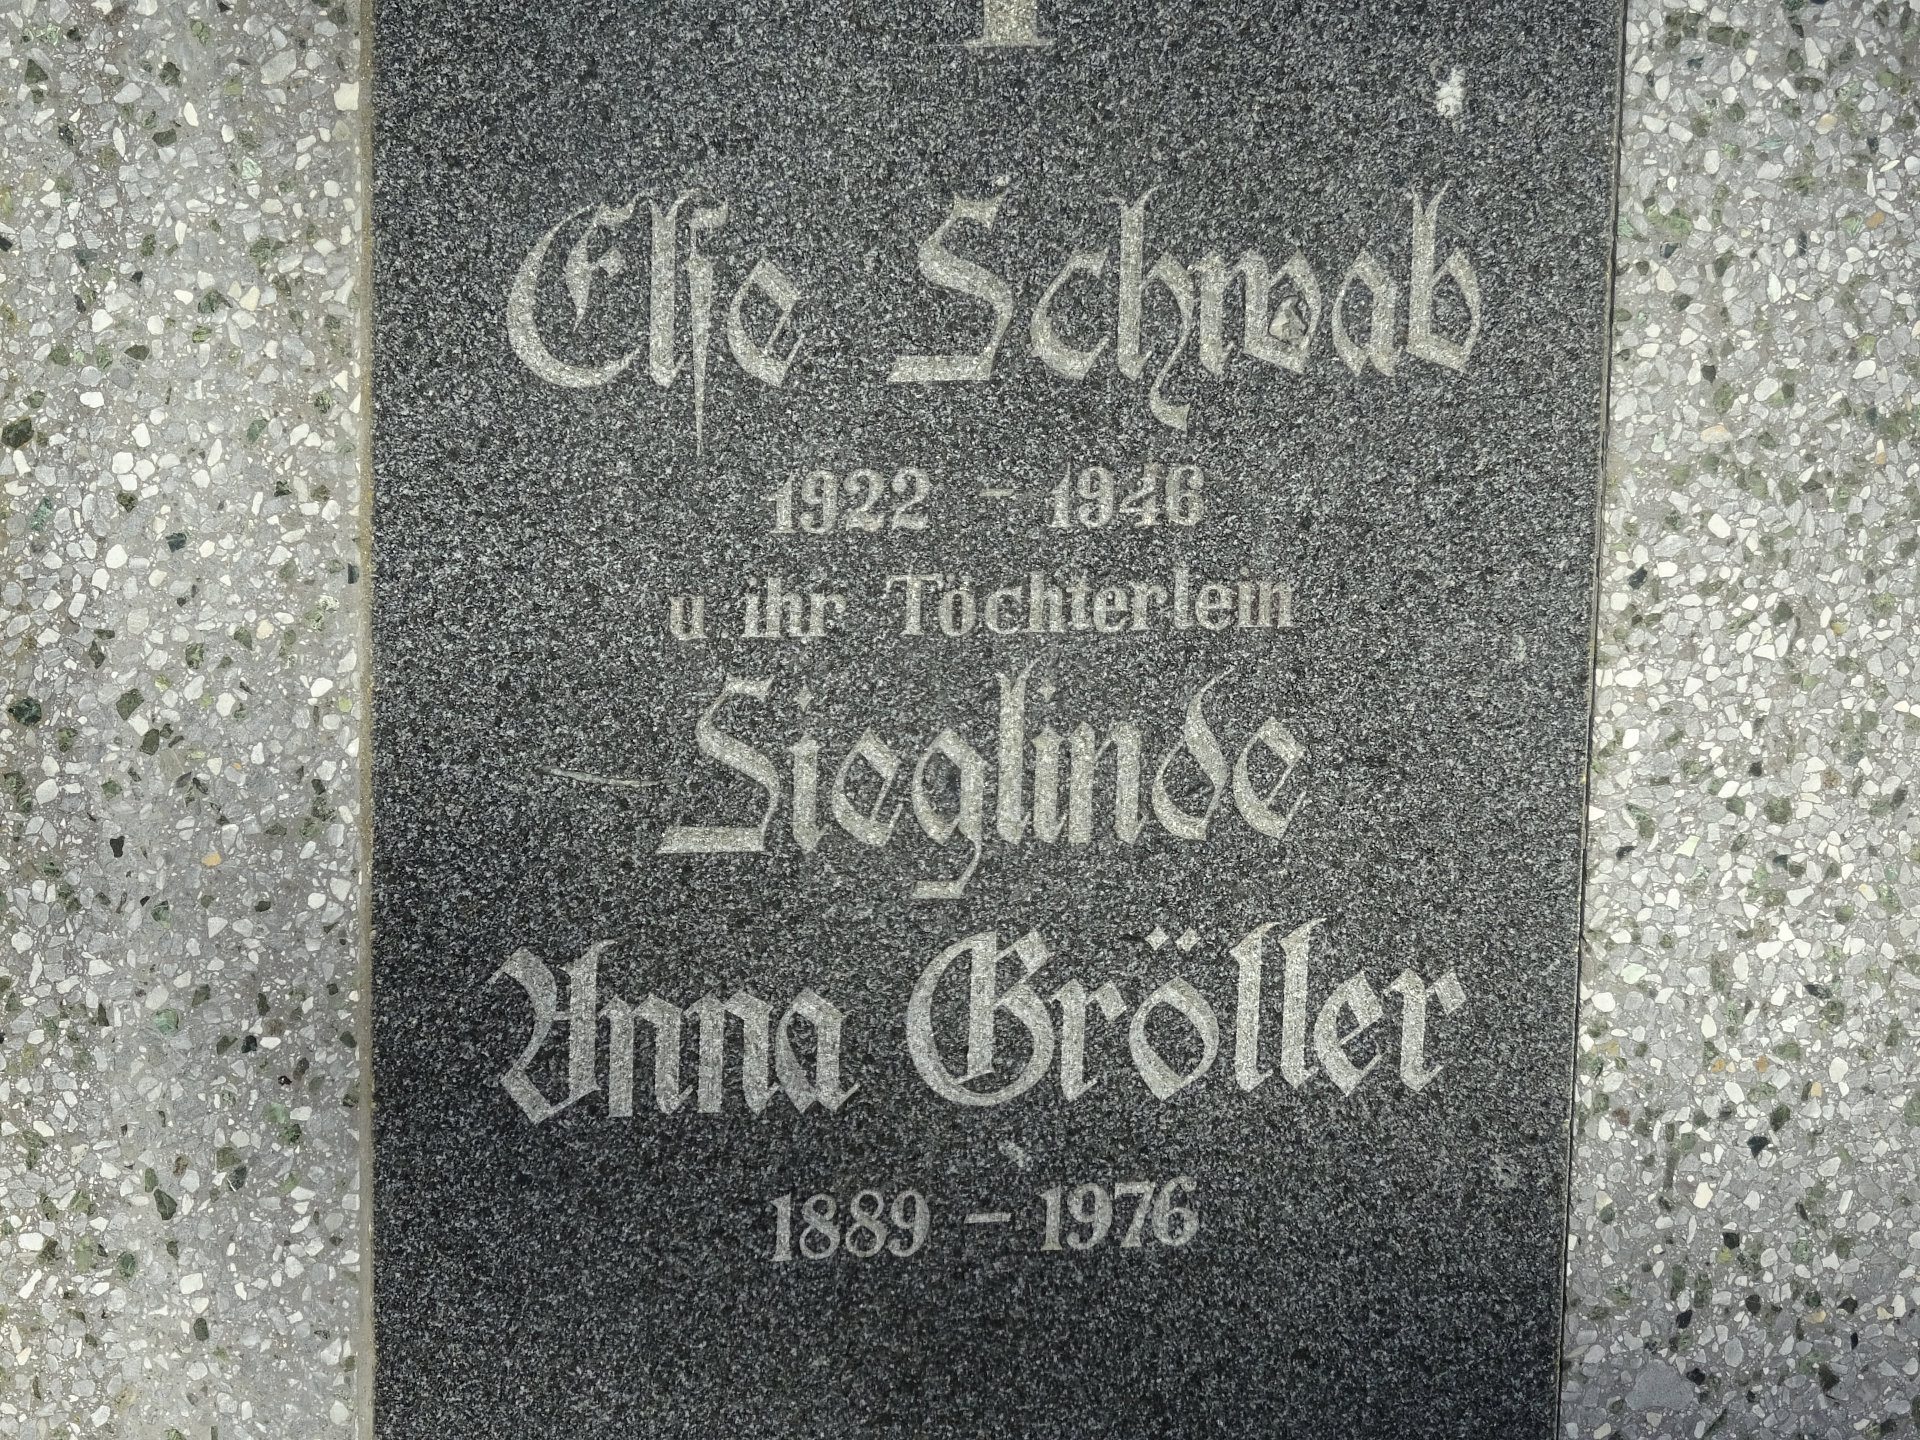 Else Schwab
1922 - 1946
u ihr Töchterlein
Sieglinde
Anna Gröller
1889 - 1976